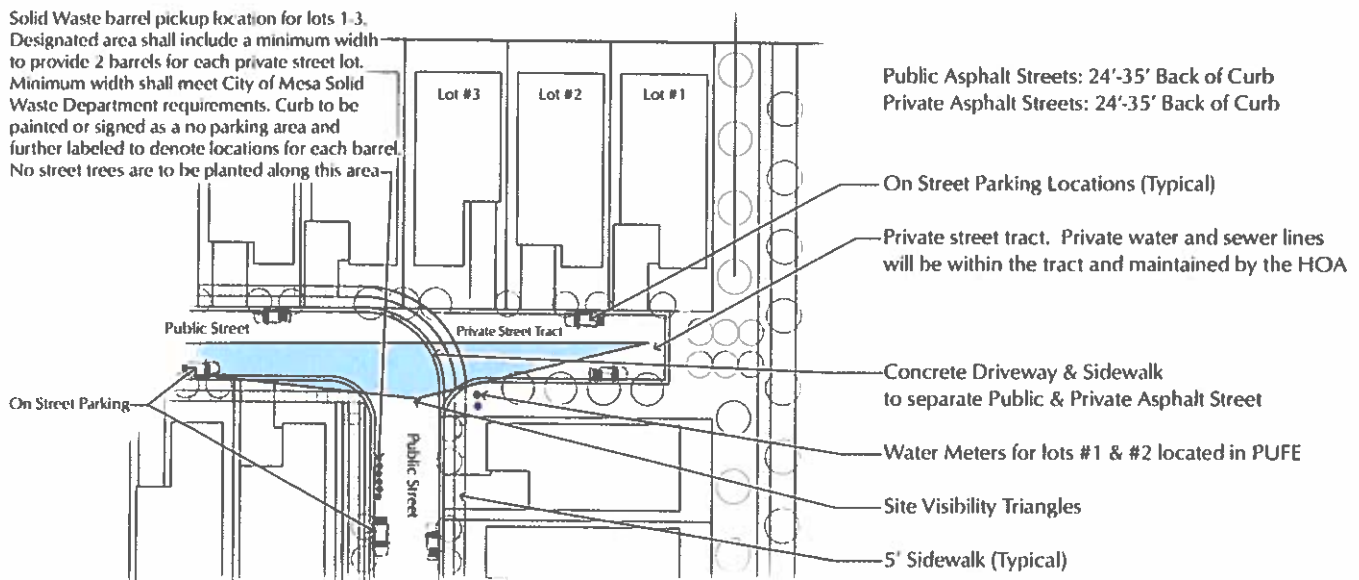 Solid Waste barrel pickup location for lots 1-3.
Designated area shall include a minimum width
to provide 2 barrels for each private street lot.
Minimum width shall meet City of Mesa Solid
Waste Department requirements. Curb to be
painted or signed as a no parking area and
further labeled to denote locations for each barrel.
No street trees are to be planted along this area
Lot #3
Lot #2
Lot #1
Public Asphalt Streets: 24'-35' Back of Curb
Private Asphalt Streets: 24'-35' Back of Curb
On Street Parking Locations (Typical)
Private street tract. Private water and sewer lines
will be within the tract and maintained by the HOA
Public Street
Private Street Tract
Concrete Driveway & Sidewalk
to separate Public & Private Asphalt Street
On Street Parking
Public Street
Water Meters for lots #1 & #2 located in PUFE
Site Visibility Triangles
5' Sidewalk (Typical)